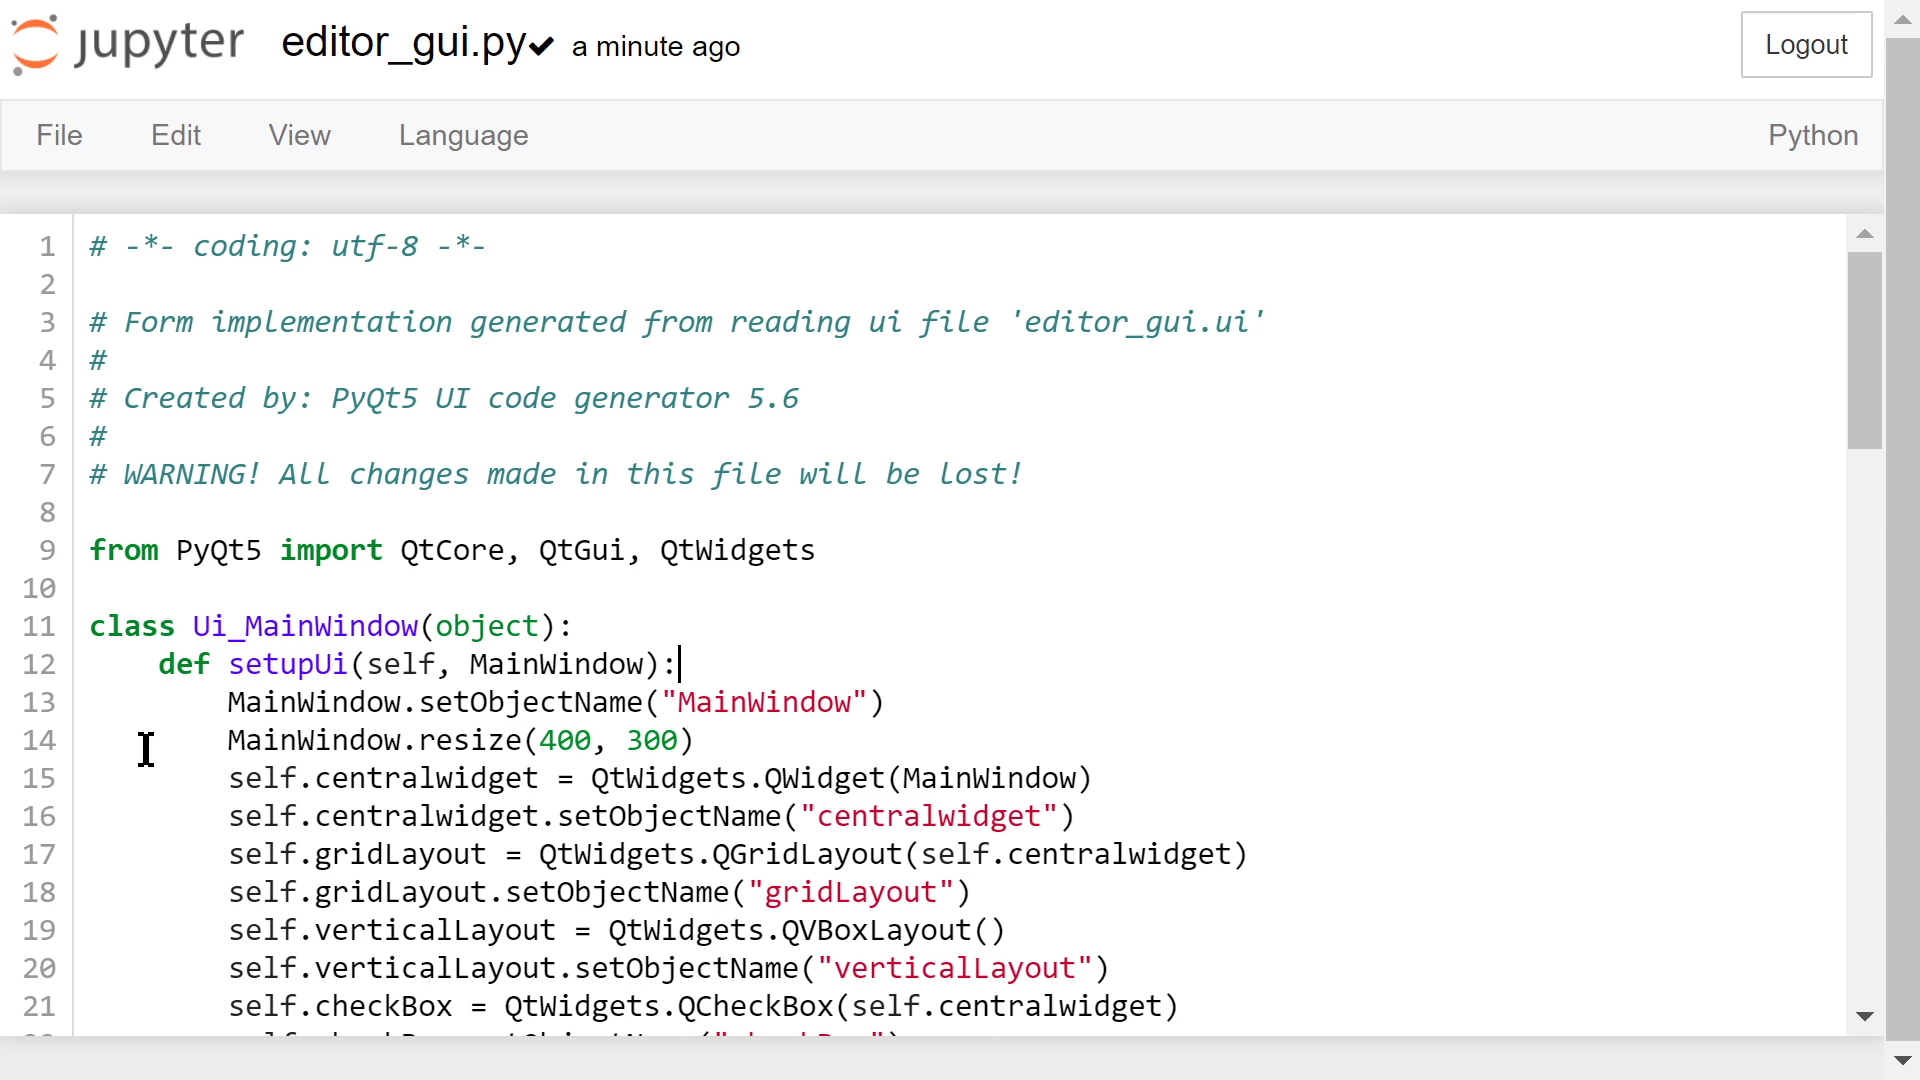 jupyter editor_gui.py✔ a minute ago Logout
File Edit View Language Python
1 # -*- coding: utf-8 -*-
2
3 # Form implementation generated from reading ui file 'editor_gui.ui'
4 #
5 # Created by: PyQt5 UI code generator 5.6
6 #
7 # WARNING! All changes made in this file will be lost!
8
9 from PyQt5 import QtCore, QtGui, QtWidgets
10
11 class Ui_MainWindow(object):
12     def setupUi(self, MainWindow):
13         MainWindow.setObjectName("MainWindow")
14         MainWindow.resize(400, 300)
15         self.centralwidget = QtWidgets.QWidget(MainWindow)
16         self.centralwidget.setObjectName("centralwidget")
17         self.gridLayout = QtWidgets.QGridLayout(self.centralwidget)
18         self.gridLayout.setObjectName("gridLayout")
19         self.verticalLayout = QtWidgets.QVBoxLayout()
20         self.verticalLayout.setObjectName("verticalLayout")
21         self.checkBox = QtWidgets.QCheckBox(self.centralwidget)